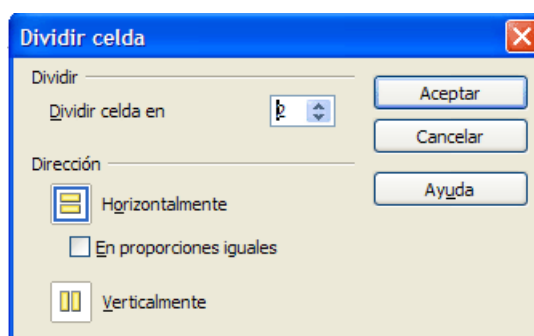 Dividir celda
Dividir
Dividir celda en
2
Aceptar
Cancelar
Dirección
Ayuda
Horizontalmente
En proporciones iguales
Verticalmente